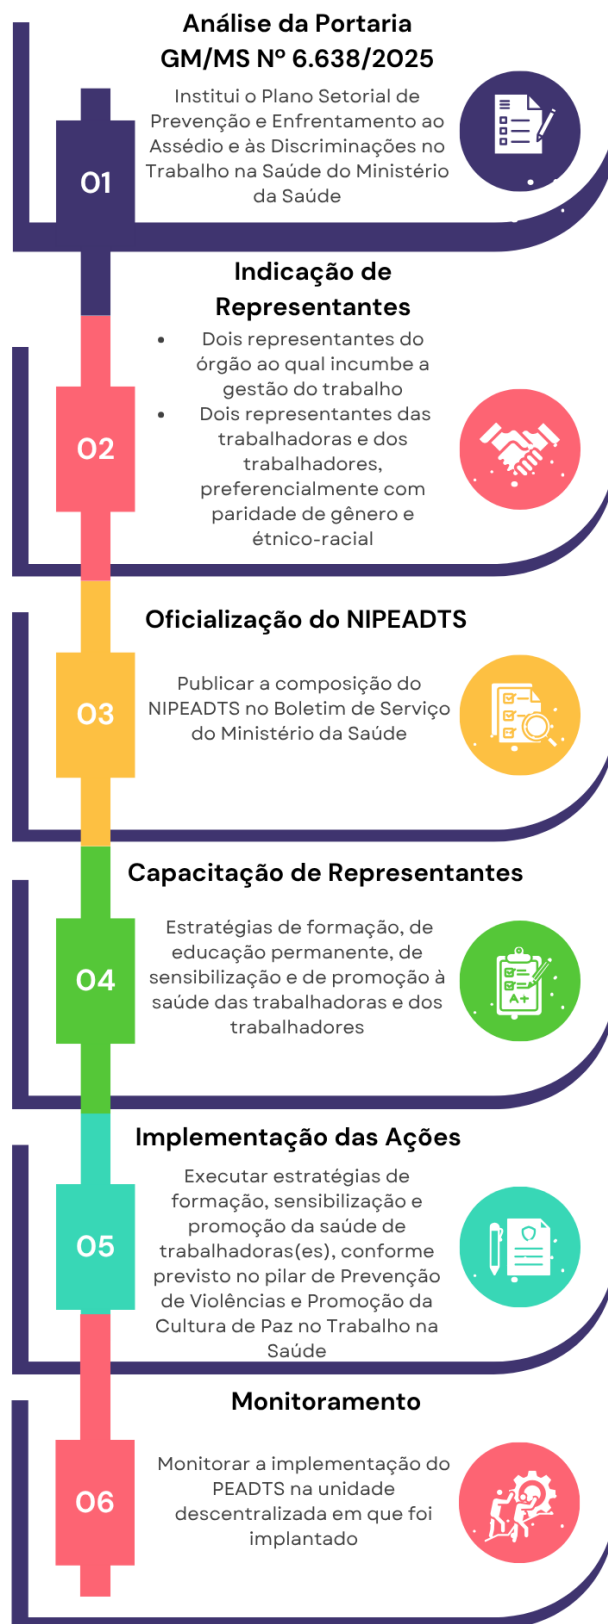 Análise da Portaria
GM/MS Nº 6.638/2025
Institui o Plano Setorial de
Prevenção e Enfrentamento ao
Assédio e às Discriminações no
Trabalho na Saúde do Ministério
da Saúde
01
Indicação de
Representantes
• Dois representantes do
órgão ao qual incumbe a
gestão do trabalho
• Dois representantes das
trabalhadoras e dos
trabalhadores,
preferencialmente com
paridade de gênero e
étnico-racial
02
Oficialização do NIPEADTS
Publicar a composição do
NIPEADTS no Boletim de Serviço
do Ministério da Saúde
03
Capacitação de Representantes
Estratégias de formação, de
educação permanente, de
sensibilização e de promoção à
saúde das trabalhadoras e dos
trabalhadores
04
A+
Implementação das Ações
Executar estratégias de
formação, sensibilização e
promoção da saúde de
trabalhadoras(es), conforme
previsto no pilar de Prevenção
de Violências e Promoção da
Cultura de Paz no Trabalho na
Saúde
05
Monitoramento
Monitorar a implementação do
PEADTS na unidade
descentralizada em que foi
implantado
06